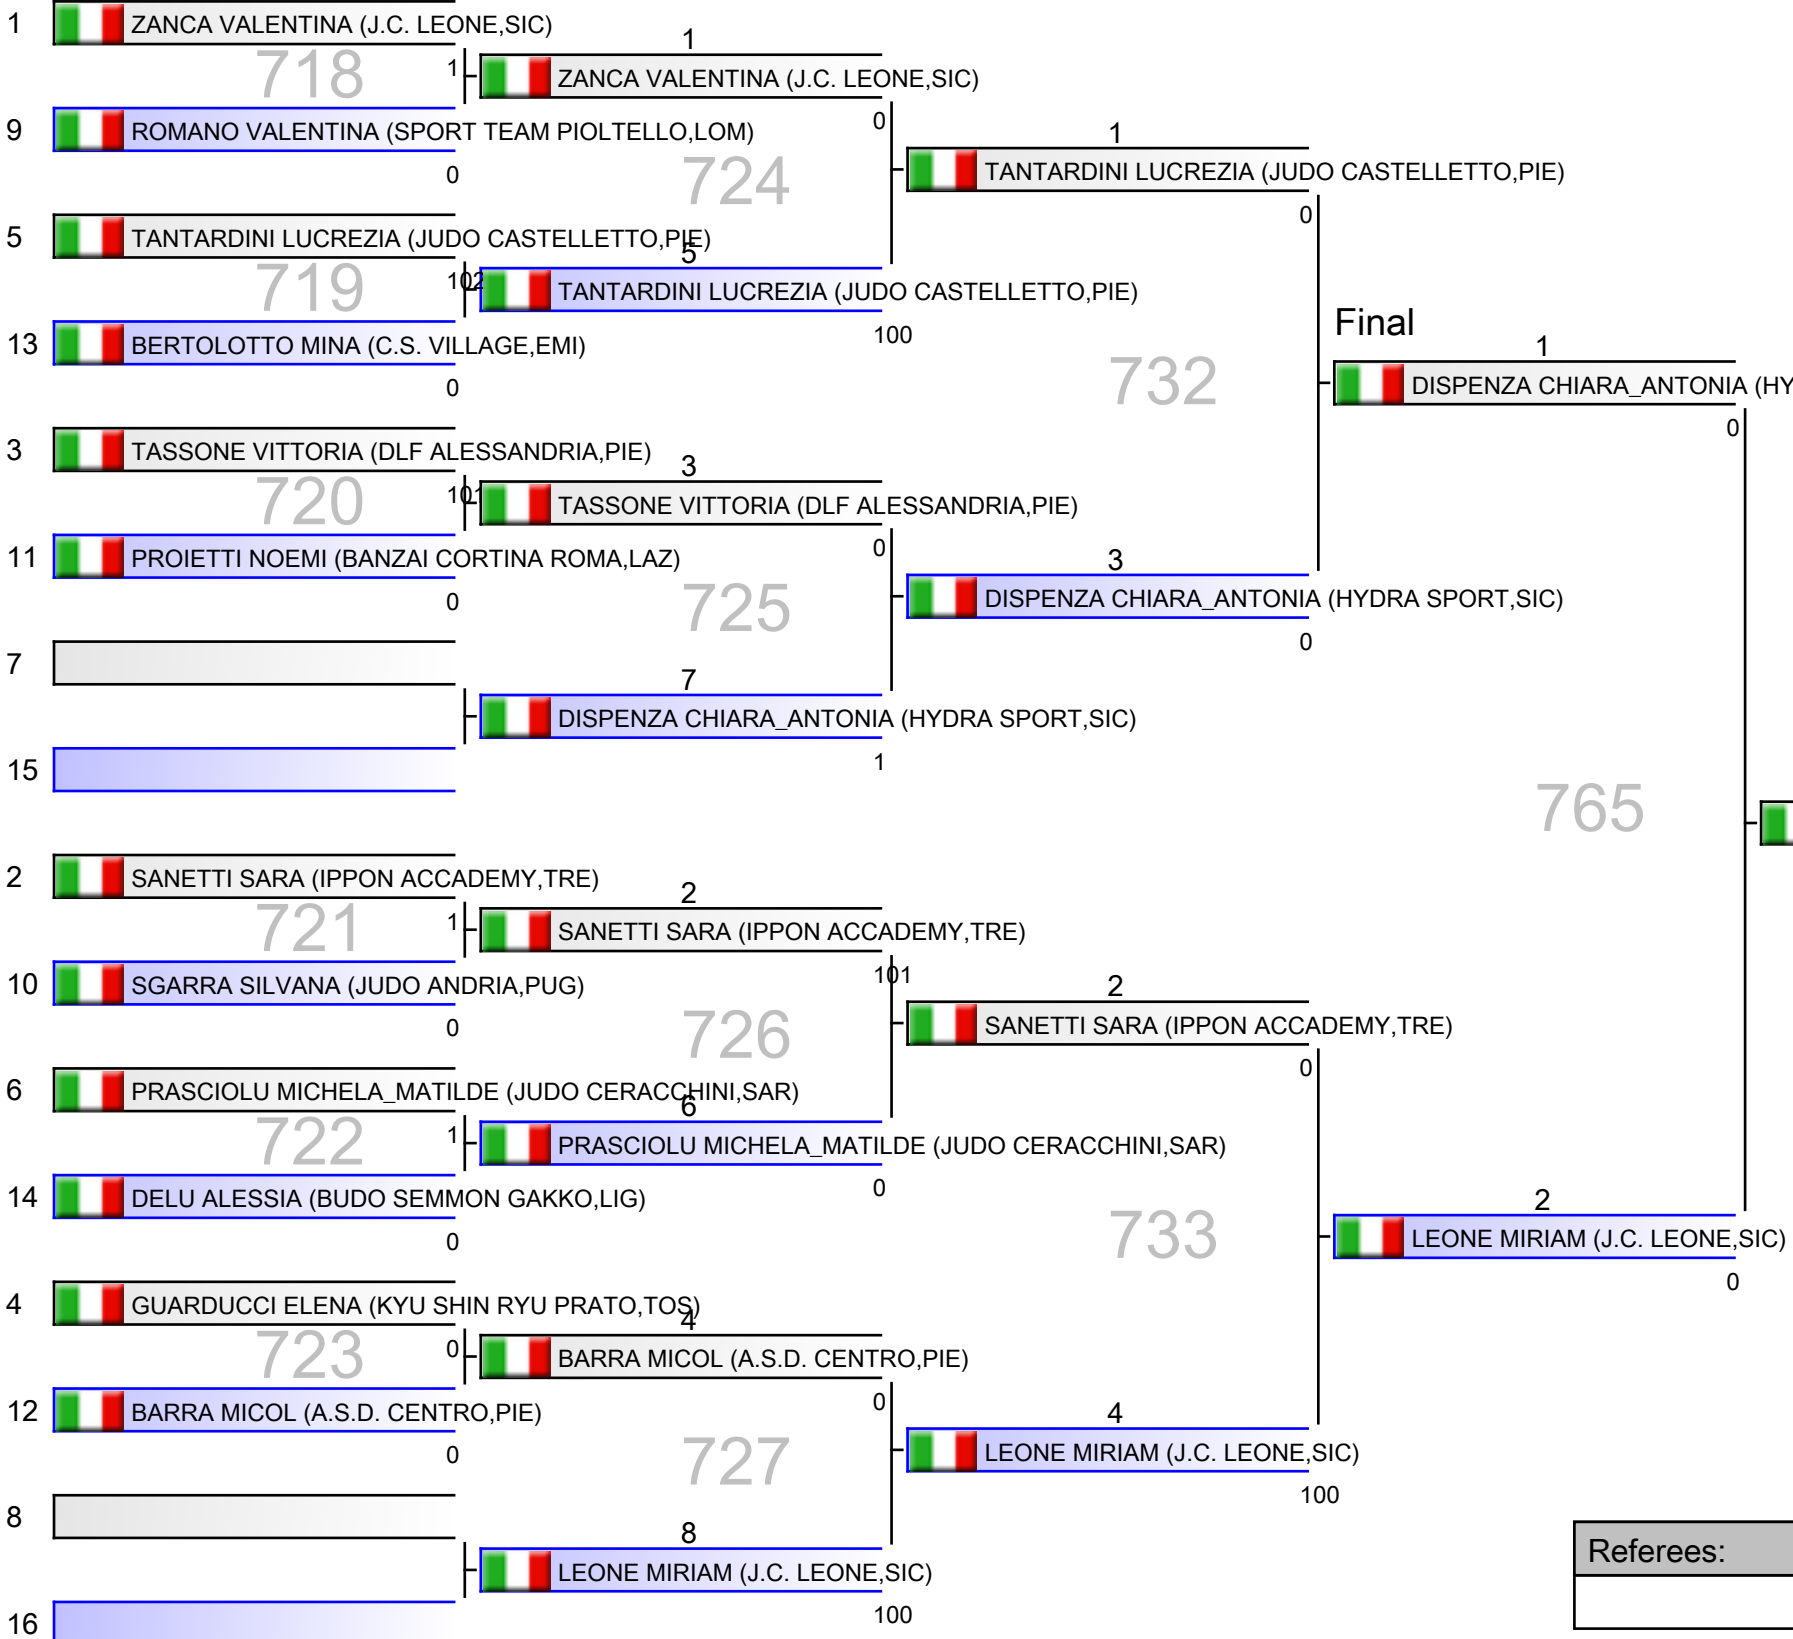 1 ZANCA VALENTINA (J.C. LEONE,SIC)
718
1
1
ZANCA VALENTINA (J.C. LEONE,SIC)
0
9 ROMANO VALENTINA (SPORT TEAM PIOLTELLO,LOM)
0
724
1
TANTARDINI LUCREZIA (JUDO CASTELLETTO,PIE)
0
5 TANTARDINI LUCREZIA (JUDO CASTELLETTO,PIE)
719
102
5
TANTARDINI LUCREZIA (JUDO CASTELLETTO,PIE)
100
13 BERTOLOTTO MINA (C.S. VILLAGE,EMI)
0
732
Final
1
DISPENZA CHIARA_ANTONIA (HY
0
3 TASSONE VITTORIA (DLF ALESSANDRIA,PIE)
720
101
3
TASSONE VITTORIA (DLF ALESSANDRIA,PIE)
0
11 PROIETTI NOEMI (BANZAI CORTINA ROMA,LAZ)
0
725
3
DISPENZA CHIARA_ANTONIA (HYDRA SPORT,SIC)
0
7
7
DISPENZA CHIARA_ANTONIA (HYDRA SPORT,SIC)
1
15
765
2 SANETTI SARA (IPPON ACCADEMY,TRE)
721
1
2
SANETTI SARA (IPPON ACCADEMY,TRE)
101
10 SGARRA SILVANA (JUDO ANDRIA,PUG)
0
726
2
SANETTI SARA (IPPON ACCADEMY,TRE)
0
6 PRASCIOLU MICHELA_MATILDE (JUDO CERACCHINI,SAR)
722
1
6
PRASCIOLU MICHELA_MATILDE (JUDO CERACCHINI,SAR)
0
14 DELU ALESSIA (BUDO SEMMON GAKKO,LIG)
0
733
2
LEONE MIRIAM (J.C. LEONE,SIC)
0
4 GUARDUCCI ELENA (KYU SHIN RYU PRATO,TOS)
723
0
4
BARRA MICOL (A.S.D. CENTRO,PIE)
0
12 BARRA MICOL (A.S.D. CENTRO,PIE)
0
727
4
LEONE MIRIAM (J.C. LEONE,SIC)
100
8
8
LEONE MIRIAM (J.C. LEONE,SIC)
100
16
Referees: